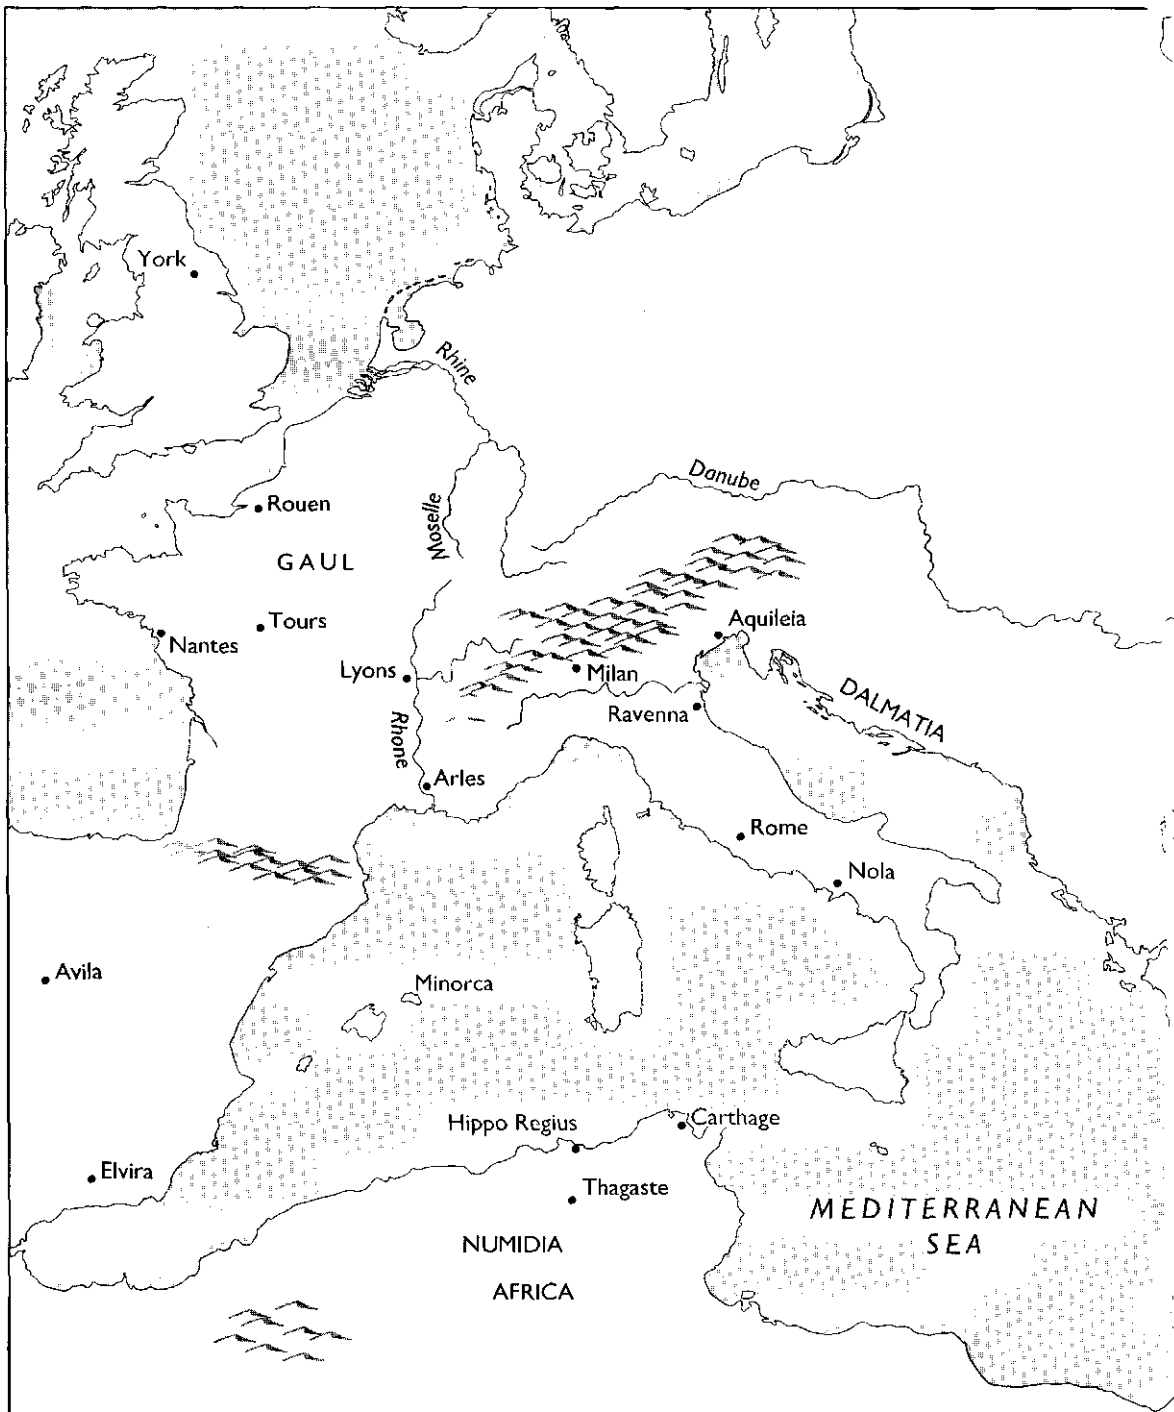 York
Rhine
Danube
Moselle
Rouen
GAUL
Tours
Nantes
Aquileia
Lyons
Milan
DALMATIA
Ravenna
Rhone
Arles
Rome
Nola
Avila
Minorca
Hippo Regius
Carthage
Elvira
Thagaste
MEDITERRANEAN
SEA
NUMIDIA
AFRICA